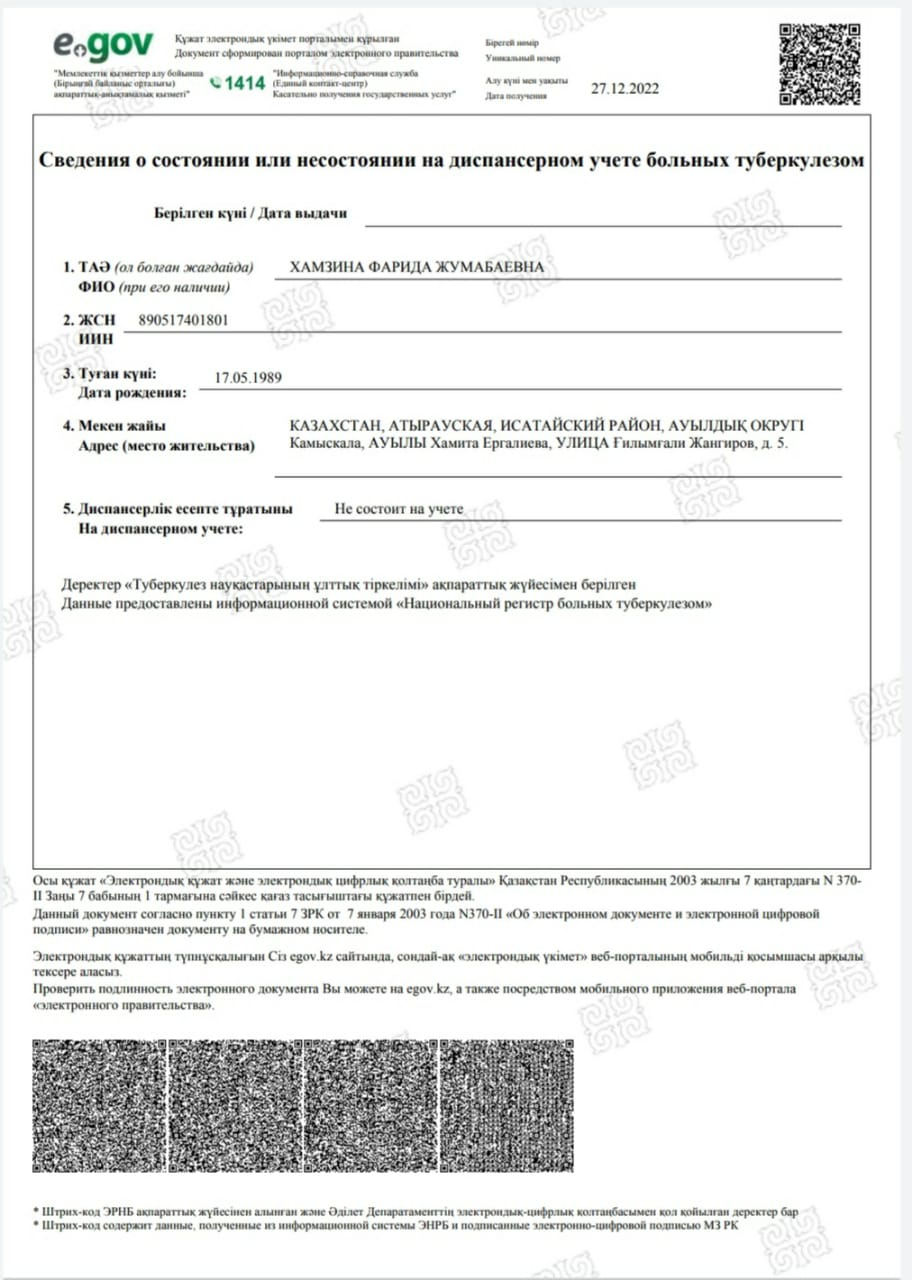 e.gov
Құжат электрондық үкімет порталымен құрылған
Документ сформирован порталом электронного правительства
"Мемлекеттік қызметтер алу бойынша
(Бірыңғай байланыс орталығы)
ақпараттық-анықтамалық қызметі"
1414
"Информационно-справочная служба
(Единый контакт-центр)
Касательно получения государственных услуг"
Бірегей нөмір
Уникальный номер
Алу күні мен уақыты
Дата получения
27.12.2022
Сведения о состоянии или несостоянии на диспансерном учете больных туберкулезом
Берілген күні / Дата выдачи
1. ТАӘ (ол болған жағдайда) ХАМЗИНА ФАРИДА ЖУМАБАЕВНА
ФИО (при его наличии)
2. ЖСН 890517401801
ИИН
3. Туған күні: 17.05.1989
Дата рождения:
4. Мекен жайы КАЗАХСТАН, АТЫРАУСКАЯ, ИСАТАЙСКИЙ РАЙОН, АУЫЛДЫҚ ОКРУГІ
Адрес (место жительства) Камыскала, АУЫЛЫ Хамита Ергалиева, УЛИЦА Ғилымғали Жангиров, д. 5.
5. Диспансерлік есепте тұратыны Не состоит на учете
На диспансерном учете:
Деректер «Туберкулез науқастарының ұлттық тіркелімі» ақпараттық жүйесімен берілген
Данные предоставлены информационной системой «Национальный регистр больных туберкулезом»
Осы құжат «Электрондық құжат және электрондық цифрлық қолтаңба туралы» Қазақстан Республикасының 2003 жылғы 7 қаңтардағы N 370-
II Заңы 7 бабының 1 тармағына сәйкес қағаз тасығыштағы құжатпен бірдей.
Данный документ согласно пункту 1 статьи 7 ЗРК от 7 января 2003 года N370-II «Об электронном документе и электронной цифровой
подписи» равнозначен документу на бумажном носителе.
Электрондық құжаттың түпнұсқалығын Сіз egov.kz сайтында, сондай-ақ «электрондық үкімет» веб-порталының мобильді қосымшасы арқылы
тексере аласыз.
Проверить подлинность электронного документа Вы можете на egov.kz, а также посредством мобильного приложения веб-портала
«электронного правительства».
* Штрих-код ЭРНБ ақпараттық жүйесінен алынған және Әділет Департаменттің электрондық-цифрлық қолтаңбасымен қол қойылған деректер бар
* Штрих-код содержит данные, полученные из информационной системы ЭНРБ и подписанные электронно-цифровой подписью МЗ РК